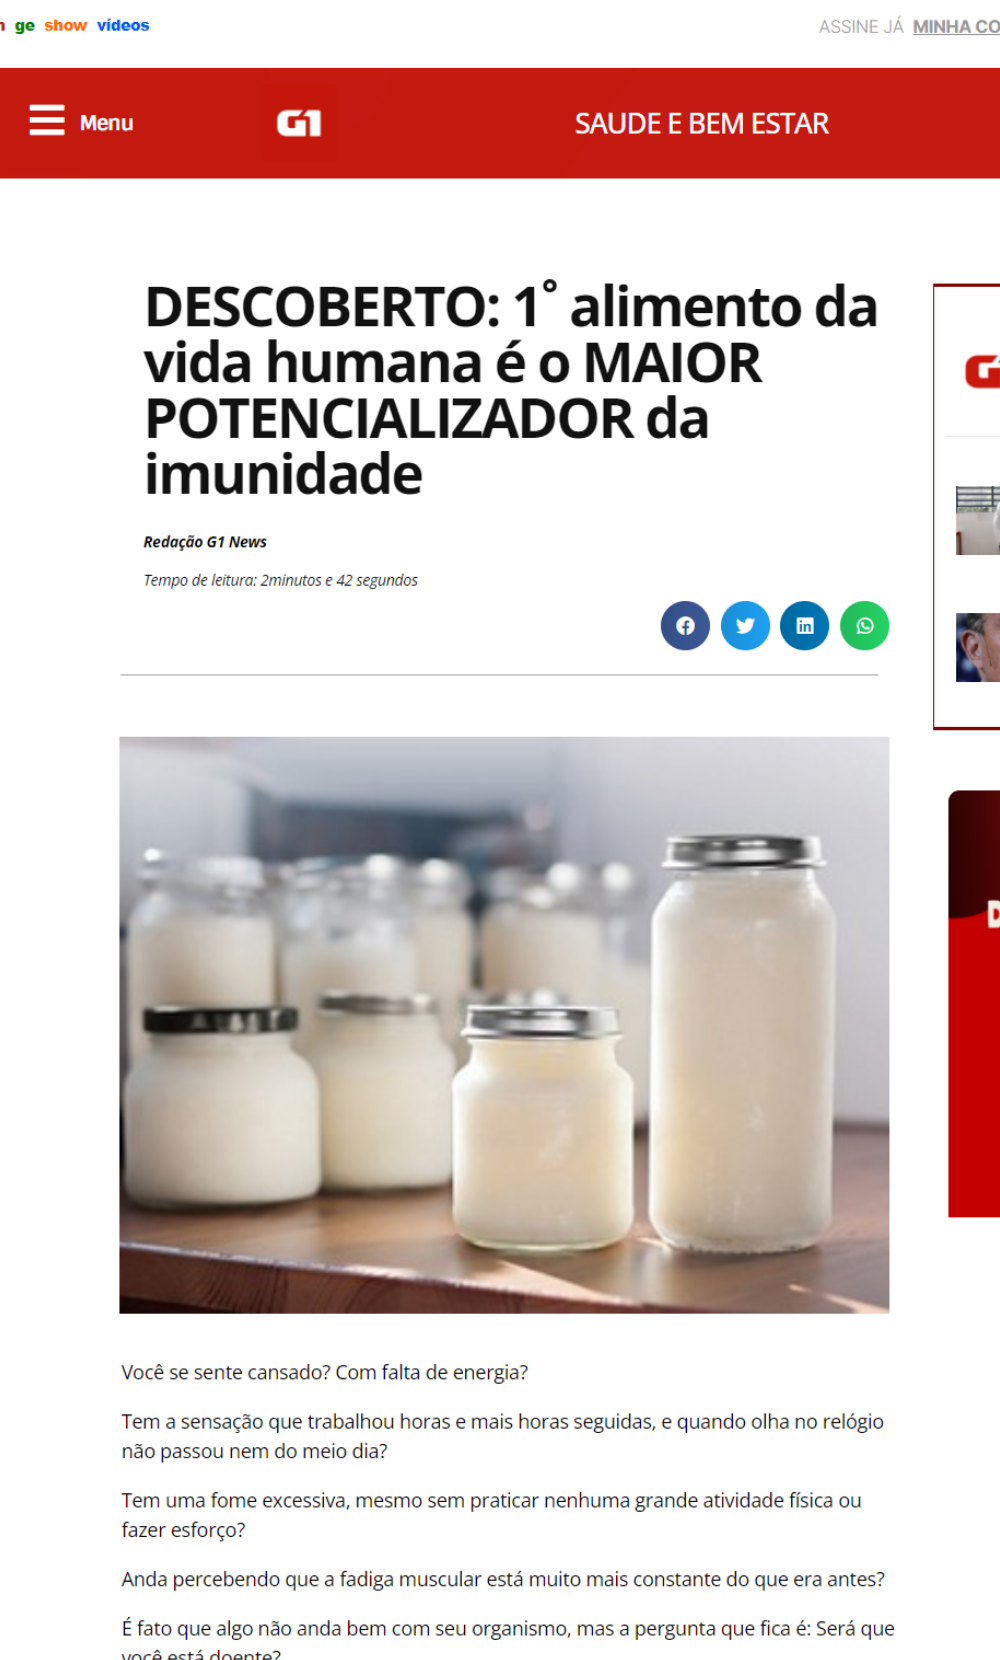 ge show vídeos
ASSINE JÁ MINHA
Menu
G1
SAUDE E BEM ESTAR
DESCOBERTO: 1° alimento da
vida humana é o MAIOR
POTENCIALIZADOR da
imunidade
Redação G1 News
Tempo de leitura: 2minutos e 42 segundos
Você se sente cansado? Com falta de energia?
Tem a sensação que trabalhou horas e mais horas seguidas, e quando olha no relógio
não passou nem do meio dia?
Tem uma fome excessiva, mesmo sem praticar nenhuma grande atividade física ou
fazer esforço?
Anda percebendo que a fadiga muscular está muito mais constante do que era antes?
É fato que algo não anda bem com seu organismo, mas a pergunta que fica é: Será que
você está doente?